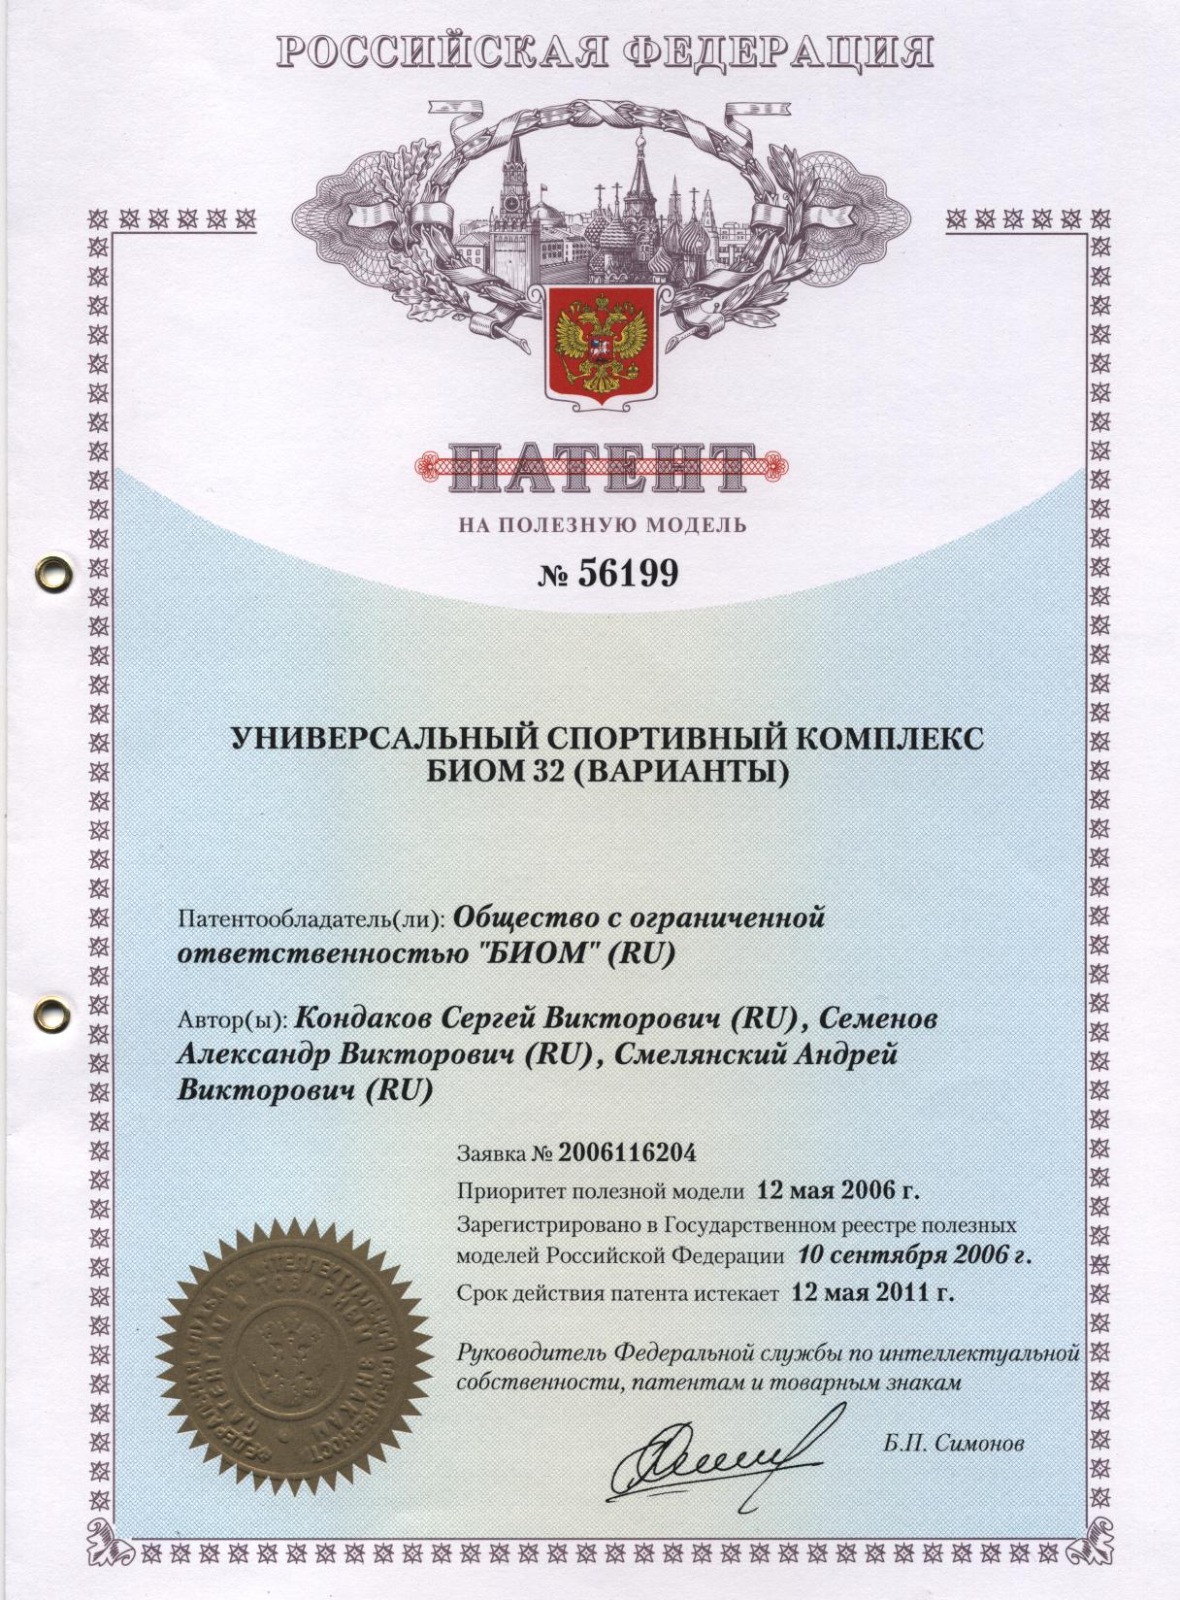 РОССИЙСКАЯ ФЕДЕРАЦИЯ
ПАТЕНТ
НА ПОЛЕЗНУЮ МОДЕЛЬ
№ 56199
УНИВЕРСАЛЬНЫЙ СПОРТИВНЫЙ КОМПЛЕКС
БИОМ 32 (ВАРИАНТЫ)
Патентообладатель(ли): Общество с ограниченной
ответственностью "БИОМ" (RU)
Автор(ы): Кондаков Сергей Викторович (RU), Семенов
Александр Викторович (RU), Смелянский Андрей
Викторович (RU)
Заявка № 2006116204
Приоритет полезной модели 12 мая 2006 г.
Зарегистрировано в Государственном реестре полезных
моделей Российской Федерации 10 сентября 2006 г.
Срок действия патента истекает 12 мая 2011 г.
Руководитель Федеральной службы по интеллектуальной
собственности, патентам и товарным знакам
Б.П. Симонов